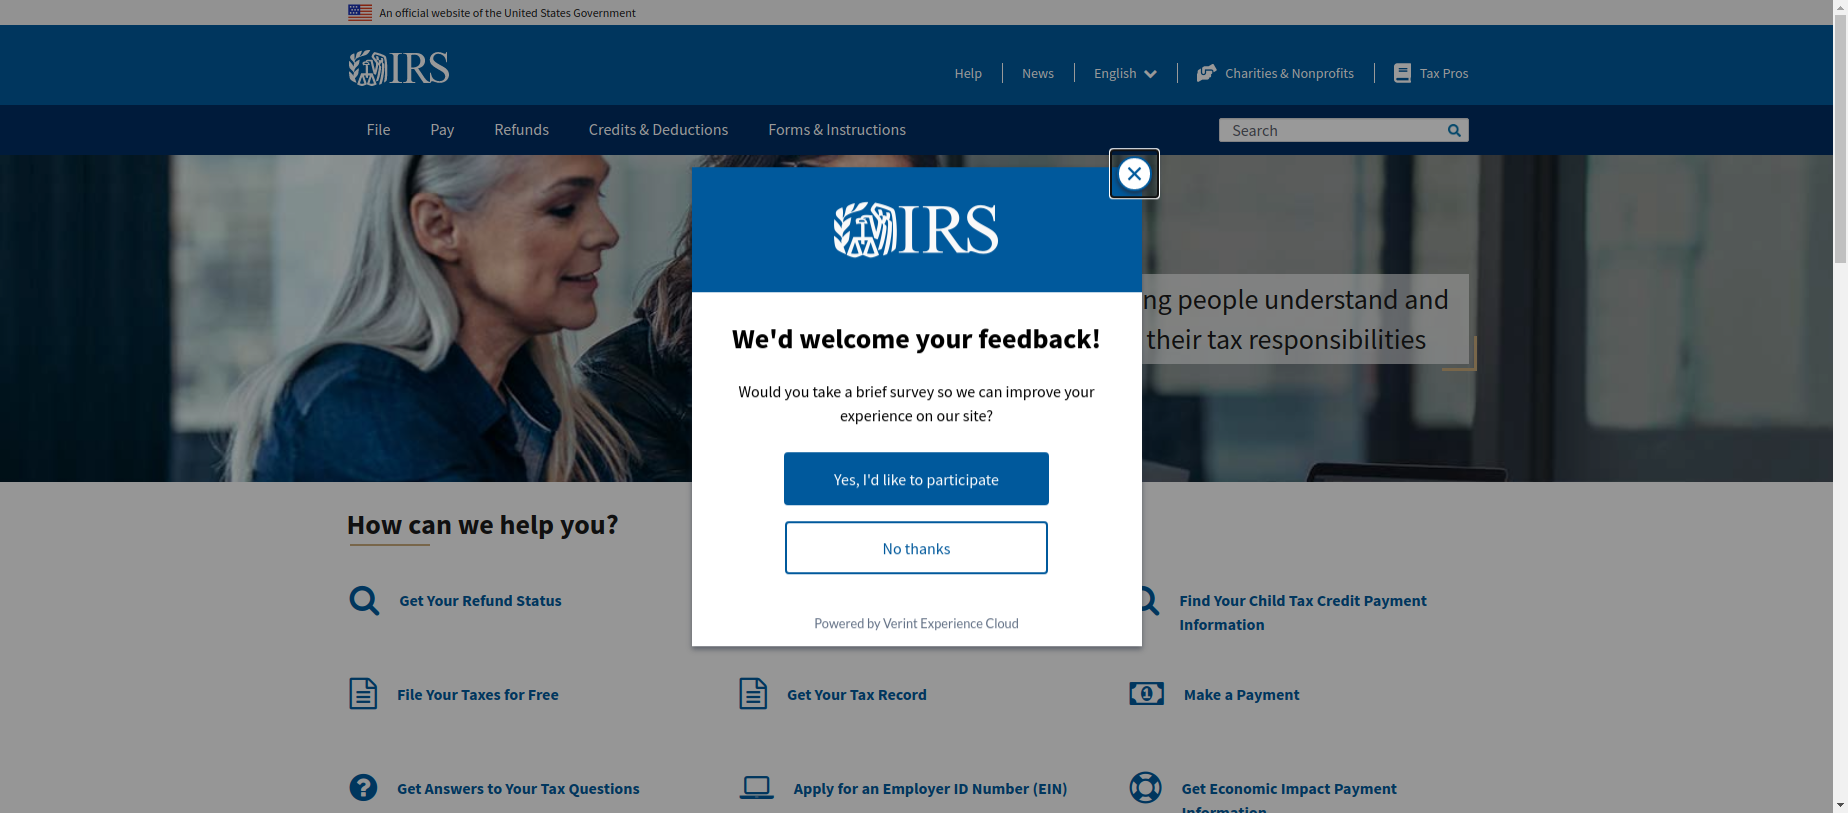 An official website of the United States Government
IRS
Help
News
English
Charities & Nonprofits
Tax Pros
File
Pay
Refunds
Credits & Deductions
Forms & Instructions
Search
IRS
ng people understand and
their tax responsibilities
We'd welcome your feedback!
Would you take a brief survey so we can improve your
experience on our site?
Yes, I'd like to participate
No thanks
Powered by Verint Experience Cloud
How can we help you?
Get Your Refund Status
Find Your Child Tax Credit Payment
Information
File Your Taxes for Free
Get Your Tax Record
Make a Payment
Get Answers to Your Tax Questions
Apply for an Employer ID Number (EIN)
Get Economic Impact Payment
Information